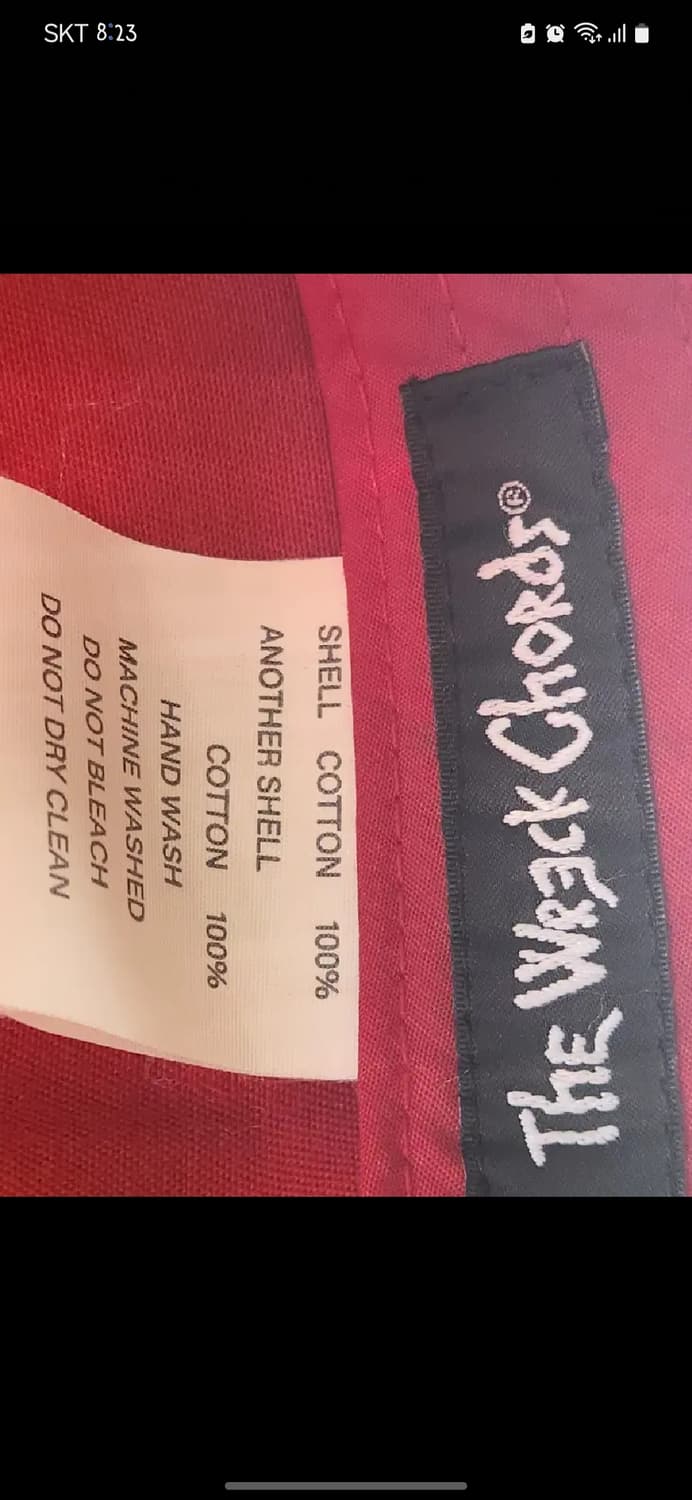 SKT 8:23
SHELL COTTON 100%
ANOTHER SHELL
COTTON 100%
HAND WASH
MACHINE WASHED
DO NOT BLEACH
DO NOT DRY CLEAN
The WRECK ChoRds®